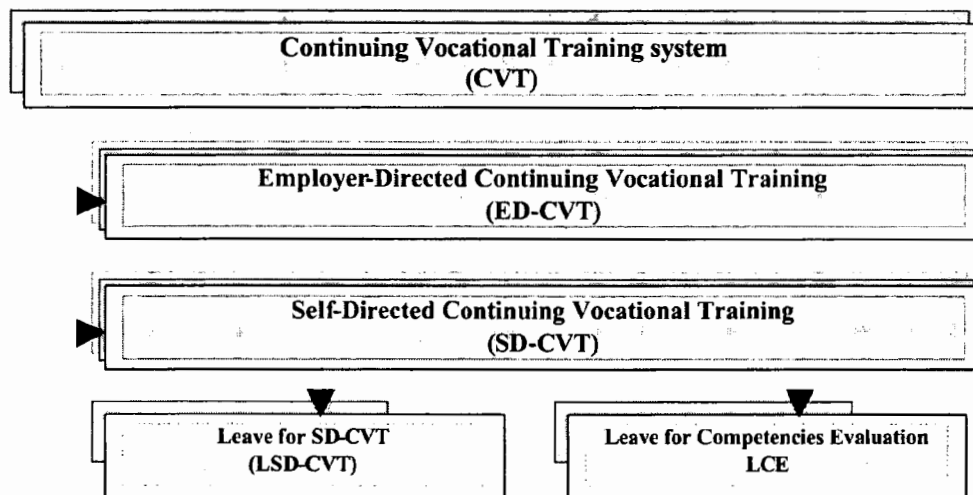 Continuing Vocational Training system
(CVT)
Employer-Directed Continuing Vocational Training
(ED-CVT)
Self-Directed Continuing Vocational Training
(SD-CVT)
Leave for SD-CVT
(LSD-CVT)
Leave for Competencies Evaluation
LCE